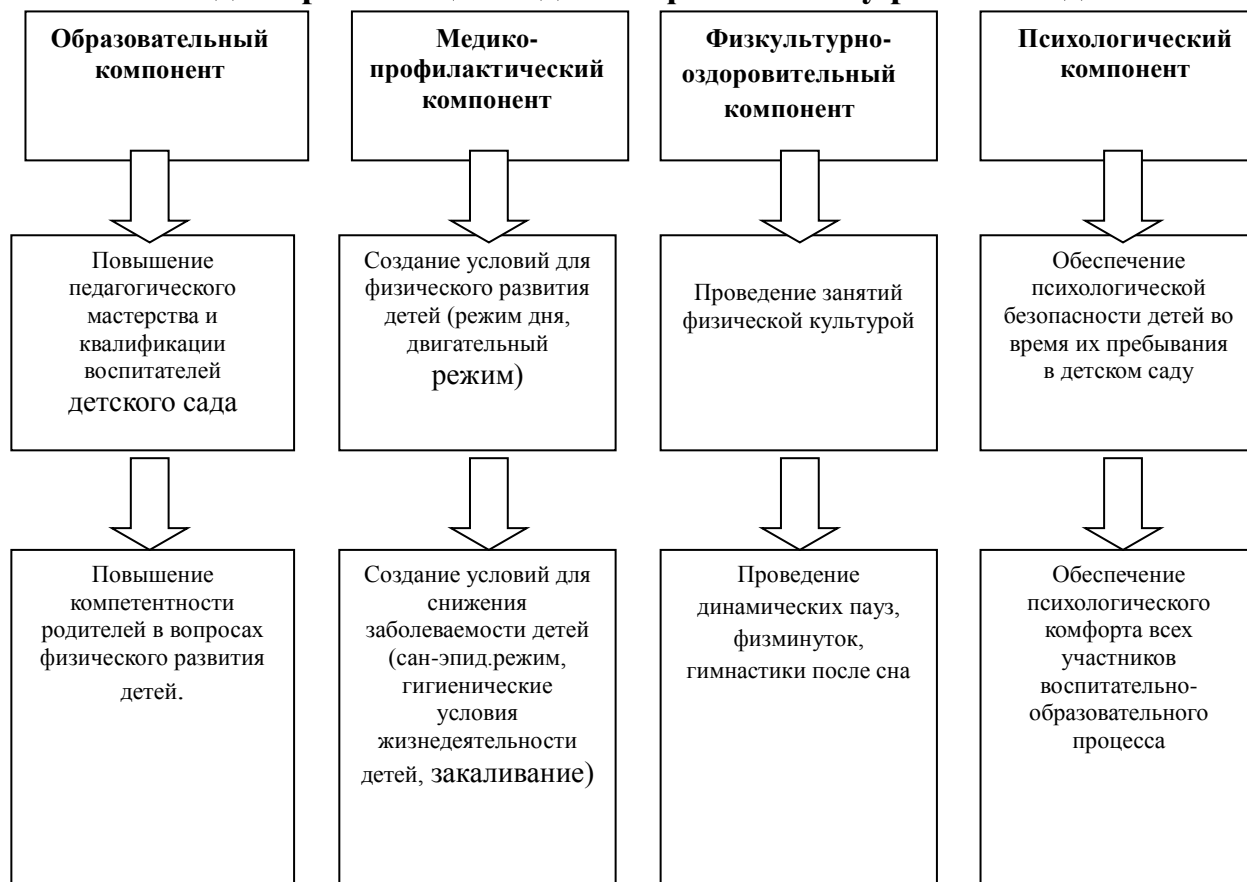 Образовательный
компонент
Медико-
профилактический
компонент
Физкультурно-
оздоровительный
компонент
Психологический
компонент
Повышение
педагогического
мастерства и
квалификации
воспитателей
детского сада
Создание условий для
физического развития
детей (режим дня,
двигательный
режим)
Проведение занятий
физической культурой
Обеспечение
психологической
безопасности детей во
время их пребывания
в детском саду
Повышение
компетентности
родителей в вопросах
физического развития
детей.
Создание условий для
снижения
заболеваемости детей
(сан-эпид.режим,
гигиенические
условия
жизнедеятельности
детей, закаливание)
Проведение
динамических пауз,
физминуток,
гимнастики после сна
Обеспечение
психологического
комфорта всех
участников
воспитательно-
образовательного
процесса